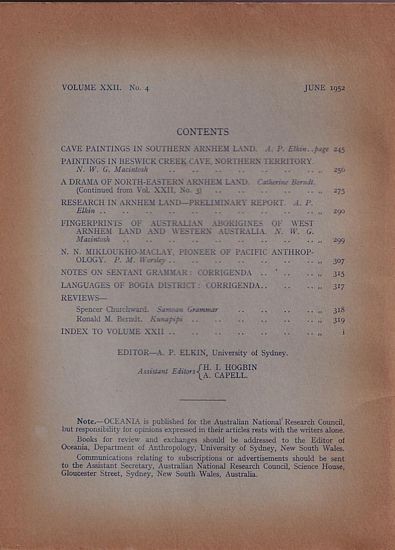 VOLUME XXII. No. 4 JUNE 1952
CONTENTS
CAVE PAINTINGS IN SOUTHERN ARNHEM LAND. A. P. Elkin..page 245
PAINTINGS IN BESWICK CREEK CAVE, NORTHERN TERRITORY.
N. W. G. Macintosh .. .. .. .. .. .. „ 256
A DRAMA OF NORTH-EASTERN ARNHEM LAND. Catherine Berndt.
(Continued from Vol. XXII, No. 3) .. .. .. .. .. „ 275
RESEARCH IN ARNHEM LAND—PRELIMINARY REPORT. A. P.
Elkin .. .. .. .. .. .. .. .. .. „ 290
FINGERPRINTS OF AUSTRALIAN ABORIGINES OF WEST
ARNHEM LAND AND WESTERN AUSTRALIA. N. W. G.
Macintosh .. .. .. .. .. .. .. .. „ 299
N. N. MIKLOUKHO-MACLAY, PIONEER OF PACIFIC ANTHROP-
OLOGY. P. M. Worsley .. .. .. .. .. .. „ 307
NOTES ON SENTANI GRAMMAR : CORRIGENDA .. .. .. „ 315
LANGUAGES OF BOGIA DISTRICT : CORRIGENDA.. .. .. „ 317
REVIEWS—
Spencer Churchward. Samoan Grammar .. .. .. .. „ 318
Ronald M. Berndt. Kunapipi .. .. .. .. .. .. „ 319
INDEX TO VOLUME XXII .. .. .. .. .. .. .. „ i
EDITOR—A. P. ELKIN, University of Sydney.
Assistant Editors { H. I. HOGBIN
A. CAPELL.
Note.—OCEANIA is published for the Australian National Research Council,
but responsibility for opinions expressed in their articles rests with the writers alone.
Books for review and exchanges should be addressed to the Editor of
Oceania, Department of Anthropology, University of Sydney, New South Wales.
Communications relating to subscriptions or advertisements should be sent
to the Assistant Secretary, Australian National Research Council, Science House,
Gloucester Street, Sydney, New South Wales, Australia.